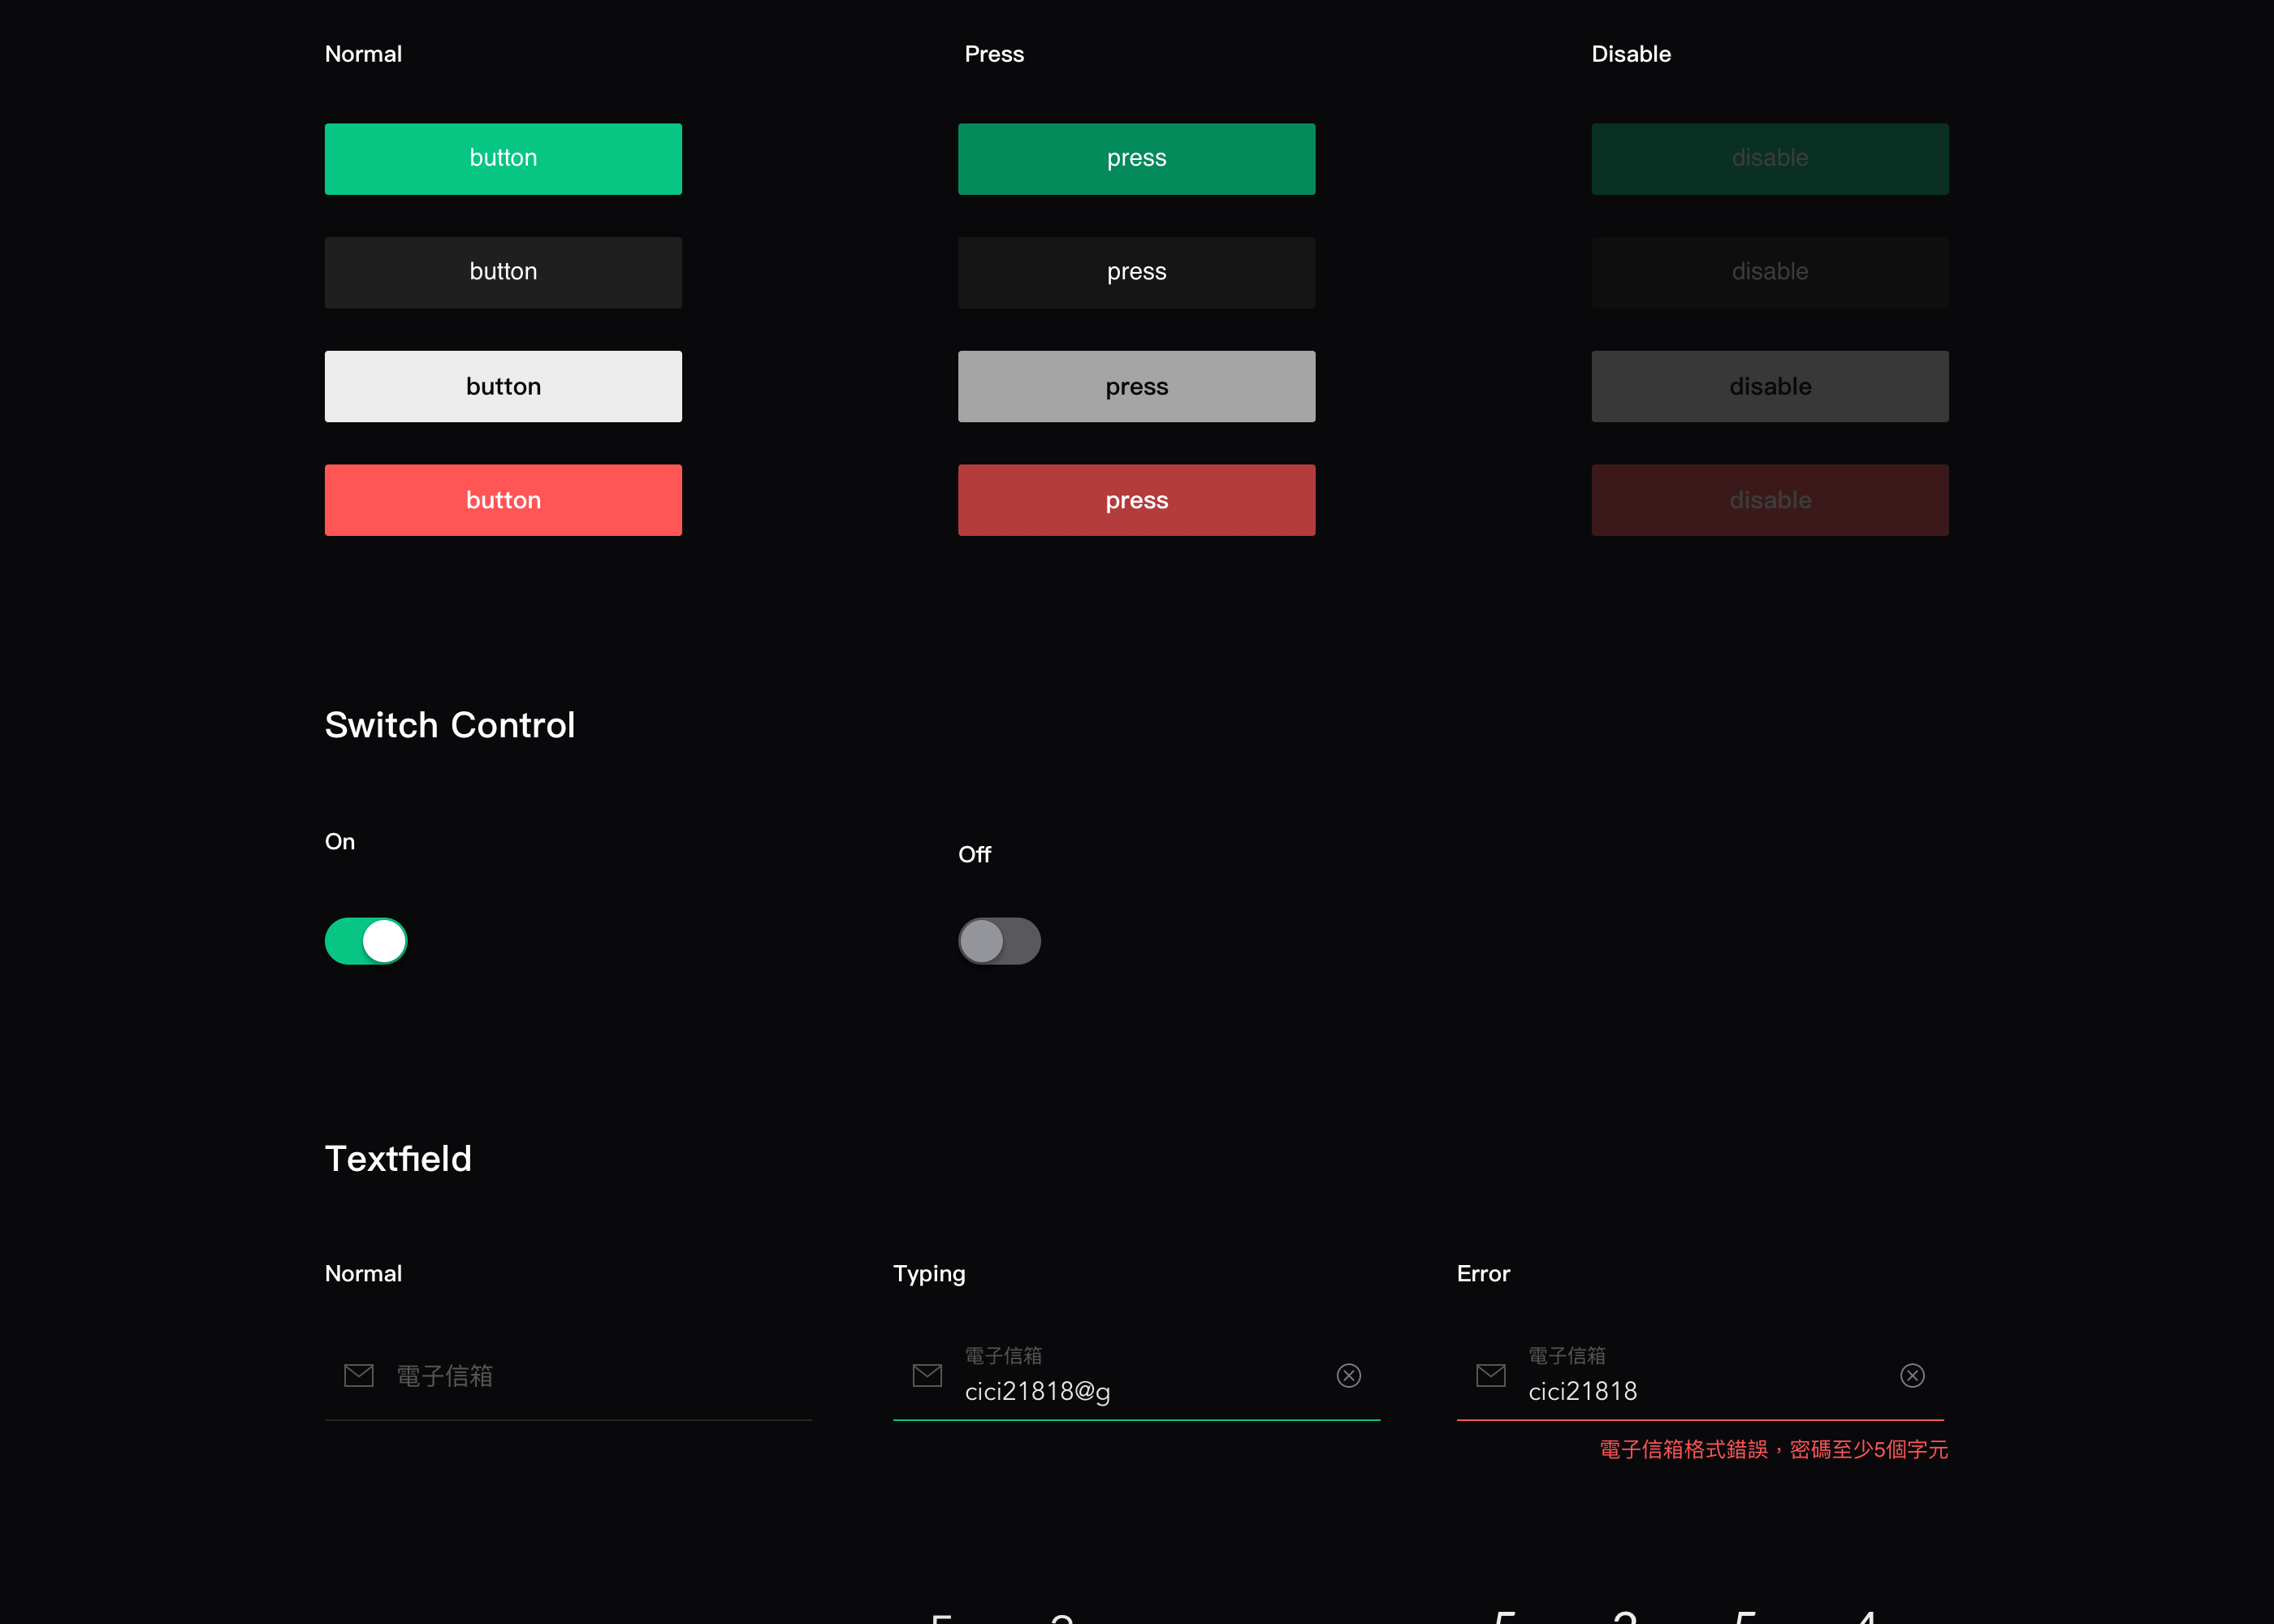 Normal
Press
Disable
button
press
disable
button
press
disable
button
press
disable
button
press
disable
Switch Control
On
Off
Textfield
Normal
Typing
Error
電子信箱
電子信箱
cici21818@g
電子信箱
cici21818
電子信箱格式錯誤，密碼至少5個字元